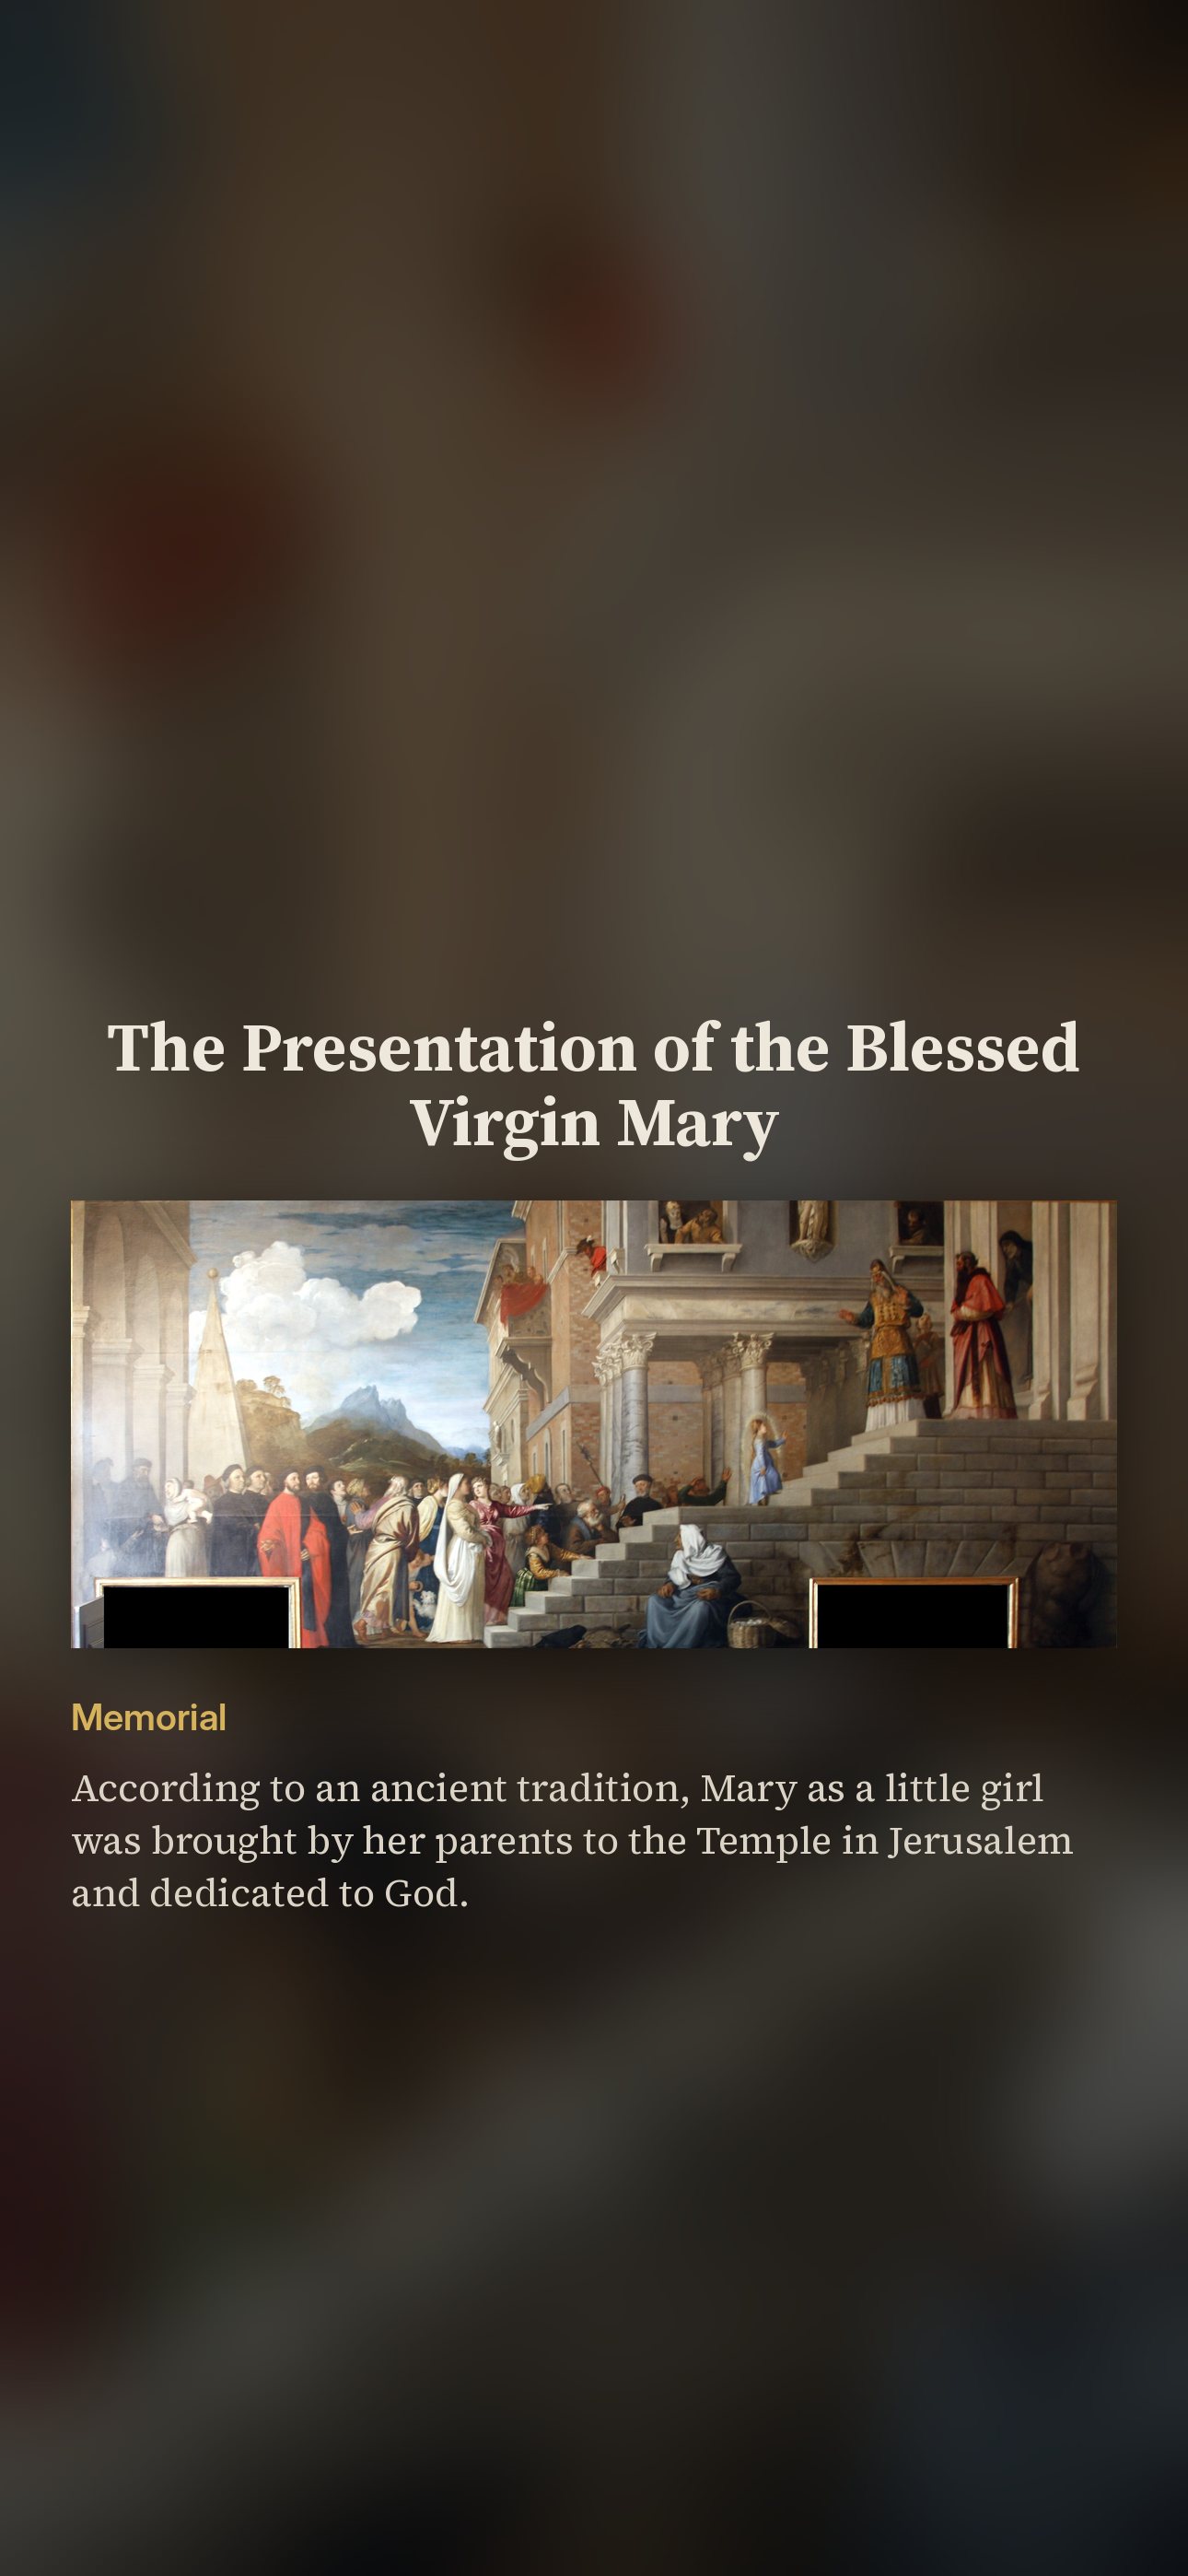 The Presentation of the Blessed
Virgin Mary
Memorial
According to an ancient tradition, Mary as a little girl
was brought by her parents to the Temple in Jerusalem
and dedicated to God.